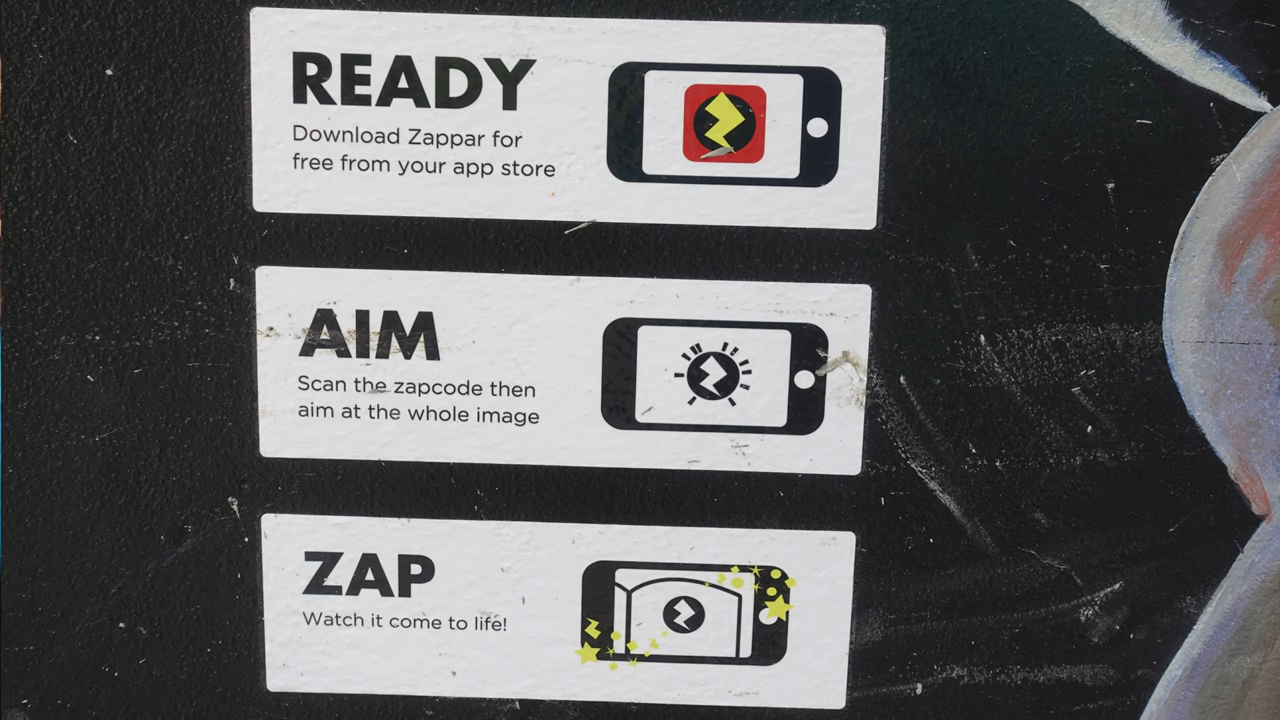 READY
Download Zappar for
free from your app store
AIM
Scan the zapcode then
aim at the whole image
ZAP
Watch it come to life!